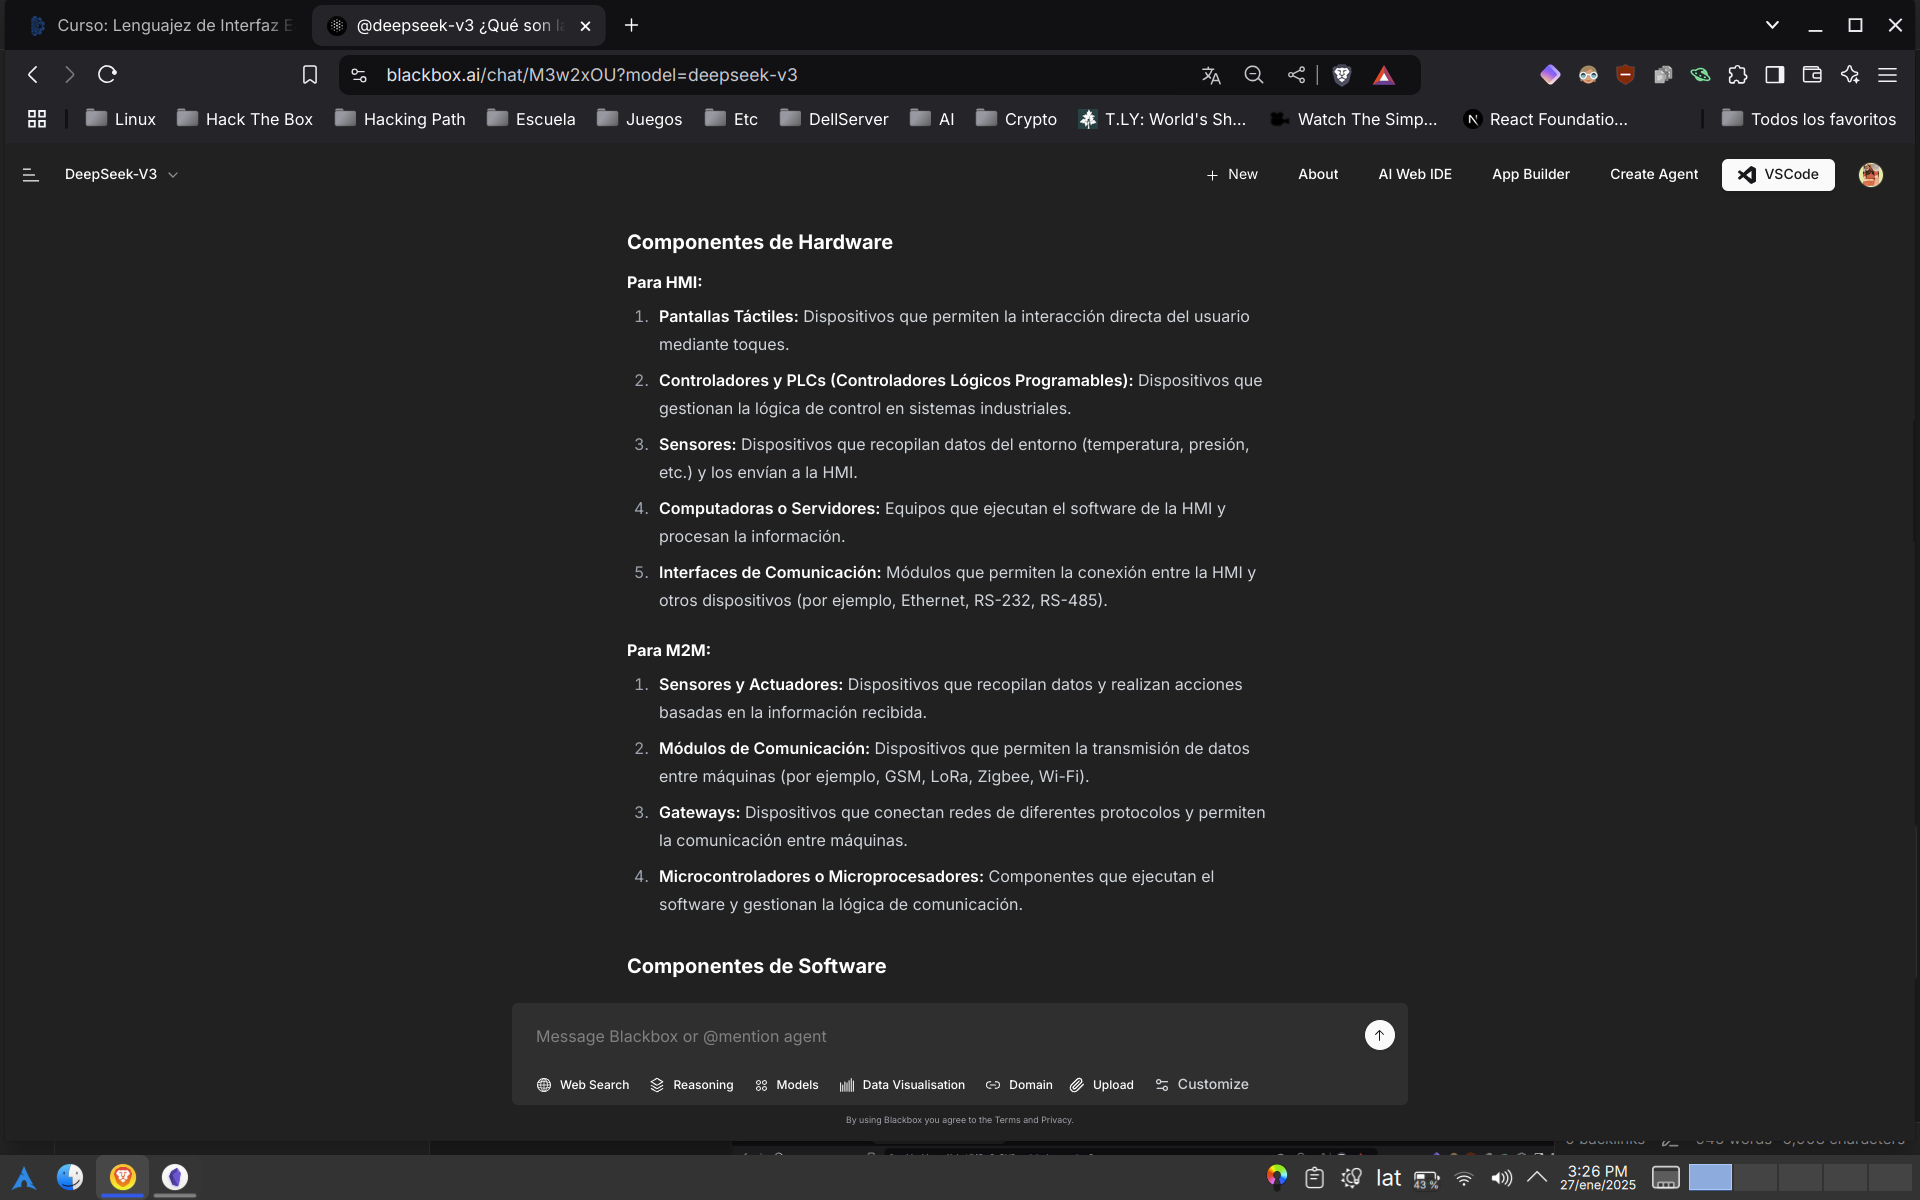 Curso: Lenguajez de Interfaz
@deepseek-v3 ¿Qué son
blackbox.ai/chat/M3w2xOU?model=deepseek-v3
Linux
Hack The Box
Hacking Path
Escuela
Juegos
Etc
DellServer
AI
Crypto
T.LY: World's Sh...
Watch The Simp...
React Foundatio...
Todos los favoritos
DeepSeek-V3
New
About
AI Web IDE
App Builder
Create Agent
VSCode
Componentes de Hardware
Para HMI:
1. Pantallas Táctiles: Dispositivos que permiten la interacción directa del usuario
mediante toques.
2. Controladores y PLCs (Controladores Lógicos Programables): Dispositivos que
gestionan la lógica de control en sistemas industriales.
3. Sensores: Dispositivos que recopilan datos del entorno (temperatura, presión,
etc.) y los envían a la HMI.
4. Computadoras o Servidores: Equipos que ejecutan el software de la HMI y
procesan la información.
5. Interfaces de Comunicación: Módulos que permiten la conexión entre la HMI y
otros dispositivos (por ejemplo, Ethernet, RS-232, RS-485).
Para M2M:
1. Sensores y Actuadores: Dispositivos que recopilan datos y realizan acciones
basadas en la información recibida.
2. Módulos de Comunicación: Dispositivos que permiten la transmisión de datos
entre máquinas (por ejemplo, GSM, LoRa, Zigbee, Wi-Fi).
3. Gateways: Dispositivos que conectan redes de diferentes protocolos y permiten
la comunicación entre máquinas.
4. Microcontroladores o Microprocesadores: Componentes que ejecutan el
software y gestionan la lógica de comunicación.
Componentes de Software
Message Blackbox or @mention agent
Web Search
Reasoning
Models
Data Visualisation
Domain
Upload
Customize
By using Blackbox you agree to the Terms and Privacy.
lat
43 %
3:26 PM
27/ene/2025